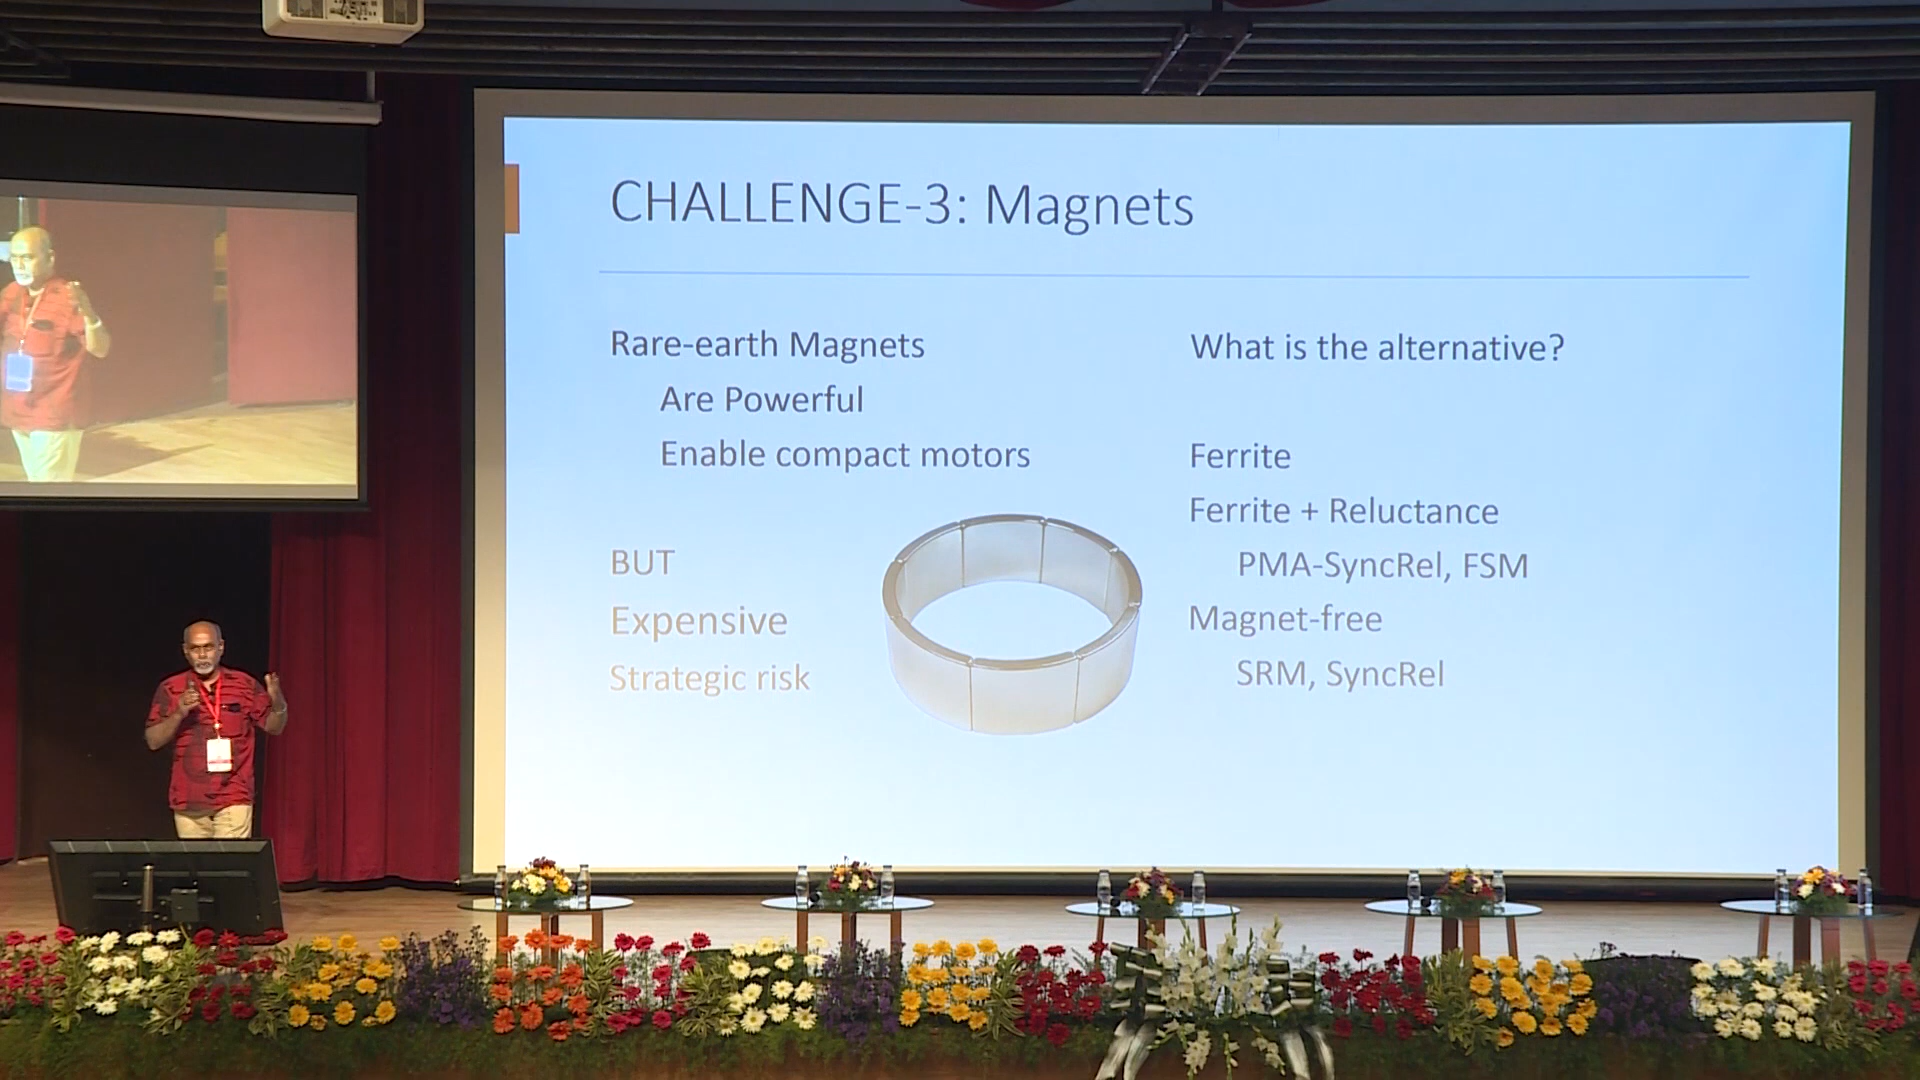 CHALLENGE-3: Magnets
Rare-earth Magnets
Are Powerful
Enable compact motors
BUT
Expensive
Strategic risk
What is the alternative?
Ferrite
Ferrite + Reluctance
PMA-SyncRel, FSM
Magnet-free
SRM, SyncRel